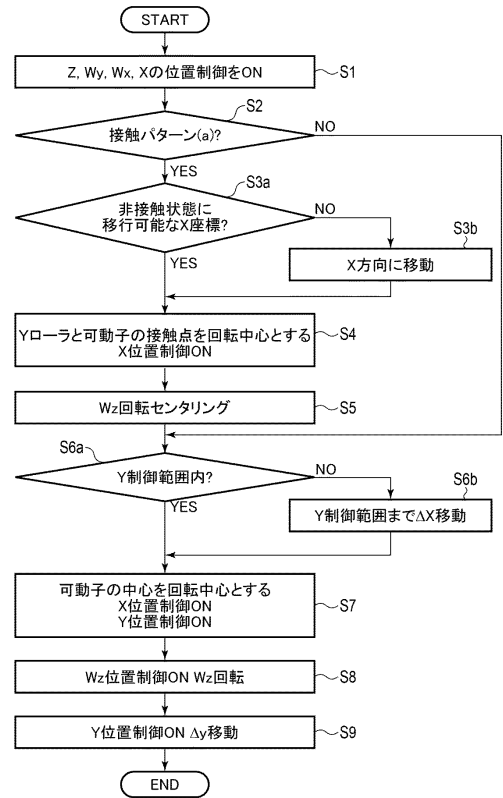 START
Z, Wy, Wx, Xの位置制御をON
S1
S2
接触パターン(a)?
NO
YES
S3a
非接触状態に
移行可能なX座標?
NO
YES
S3b
X方向に移動
Yローラと可動子の接触点を回転中心とする
X位置制御ON
S4
Wz回転センタリング
S5
S6a
Y制御範囲内?
NO
YES
S6b
Y制御範囲までΔX移動
可動子の中心を回転中心とする
X位置制御ON
Y位置制御ON
S7
Wz位置制御ON Wz回転
S8
Y位置制御ON Δy移動
S9
END